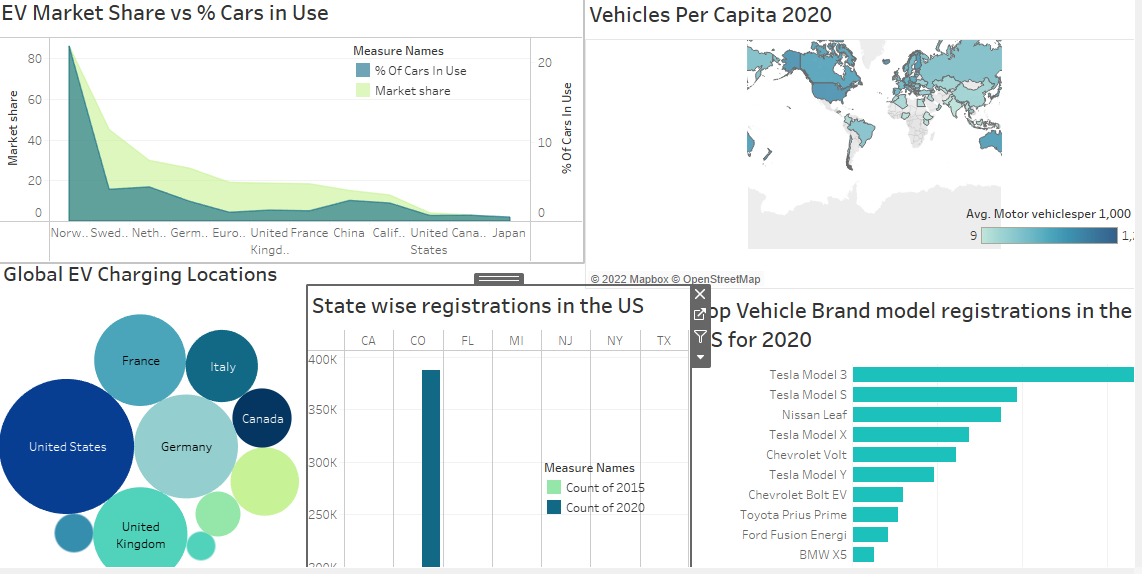 EV Market Share vs % Cars in Use
Measure Names
% Of Cars In Use
Market share
Market share
80
60
40
20
0
20
10
0
% Of Cars In Use
Norw.. Swed.. Neth.. Germ.. Euro.. United Kingd.. France China Calif.. United States Cana.. Japan
Vehicles Per Capita 2020
Avg. Motor vehiclesper 1,000
9
© 2022 Mapbox © OpenStreetMap
Global EV Charging Locations
France
Italy
Canada
United States
Germany
United
Kingdom
State wise registrations in the US
CA CO FL MI NJ NY TX
400K
350K
300K
250K
Measure Names
Count of 2015
Count of 2020
Vehicle Brand model registrations in the
for 2020
Tesla Model 3
Tesla Model S
Nissan Leaf
Tesla Model X
Chevrolet Volt
Tesla Model Y
Chevrolet Bolt EV
Toyota Prius Prime
Ford Fusion Energi
BMW X5